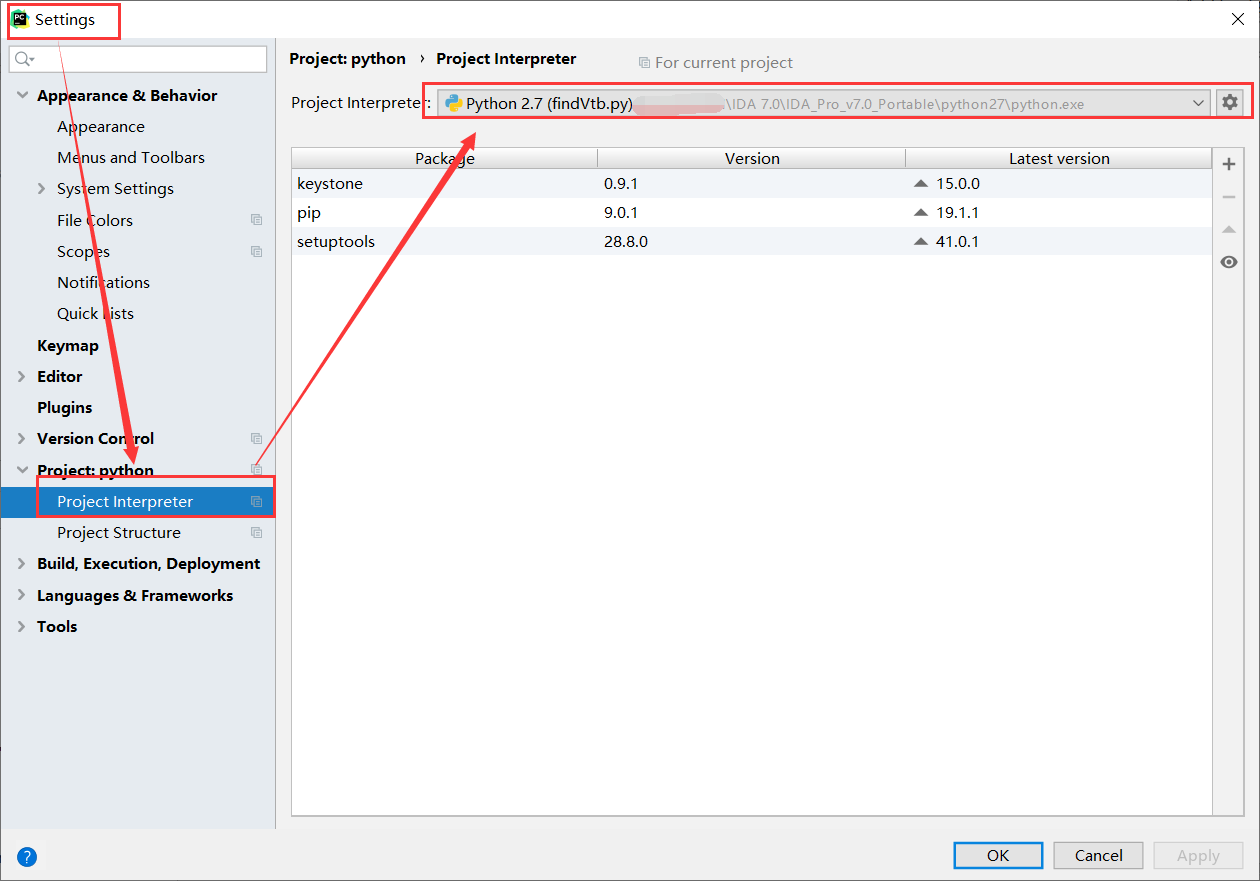 Settings
Project: python › Project Interpreter
For current project
Appearance & Behavior
Appearance
Menus and Toolbars
System Settings
File Colors
Scopes
Notifications
Quick Lists
Keymap
Editor
Plugins
Version Control
Project: python
Project Interpreter
Project Structure
Build, Execution, Deployment
Languages & Frameworks
Tools
Project Interpreter: Python 2.7 (findVtb.py) \IDA 7.0\IDA_Pro_v7.0_Portable\python27\python.exe
Package Version Latest version
keystone 0.9.1 15.0.0
pip 9.0.1 19.1.1
setuptools 28.8.0 41.0.1
?
OK Cancel Apply